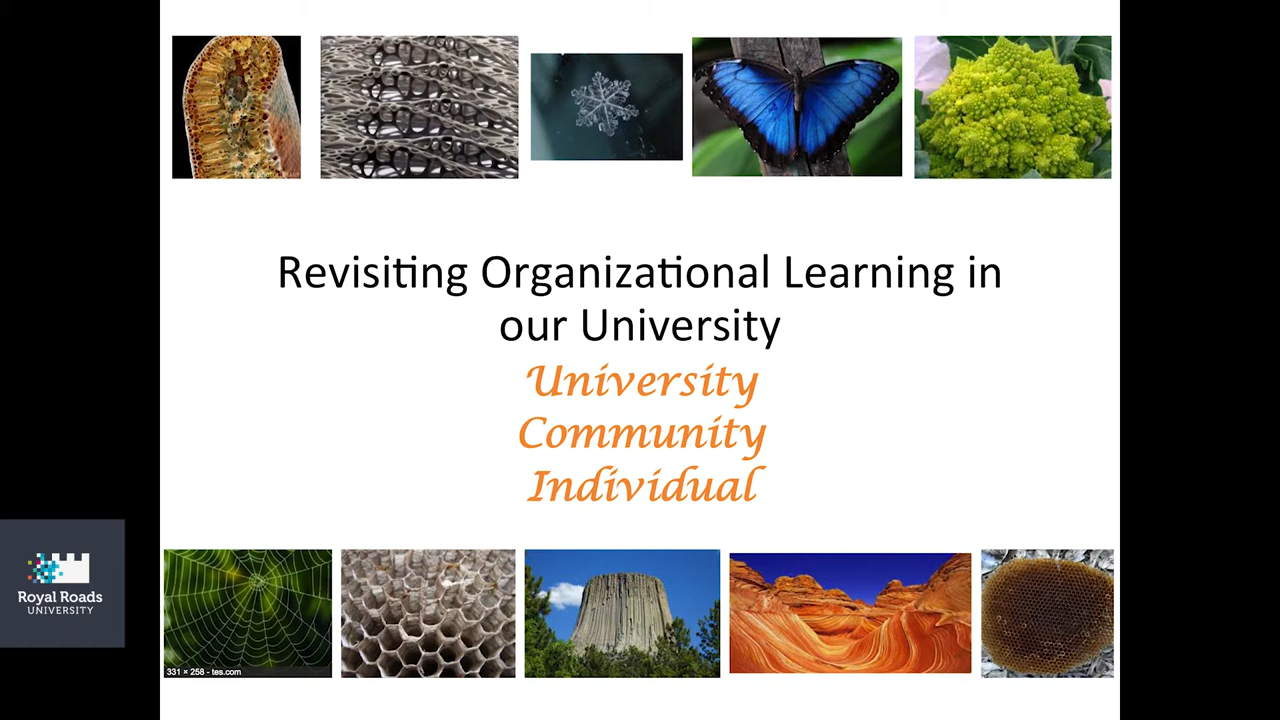 Revisiting Organizational Learning in
our University
University
Community
Individual
Royal Roads
UNIVERSITY
331 × 258 - tes.com